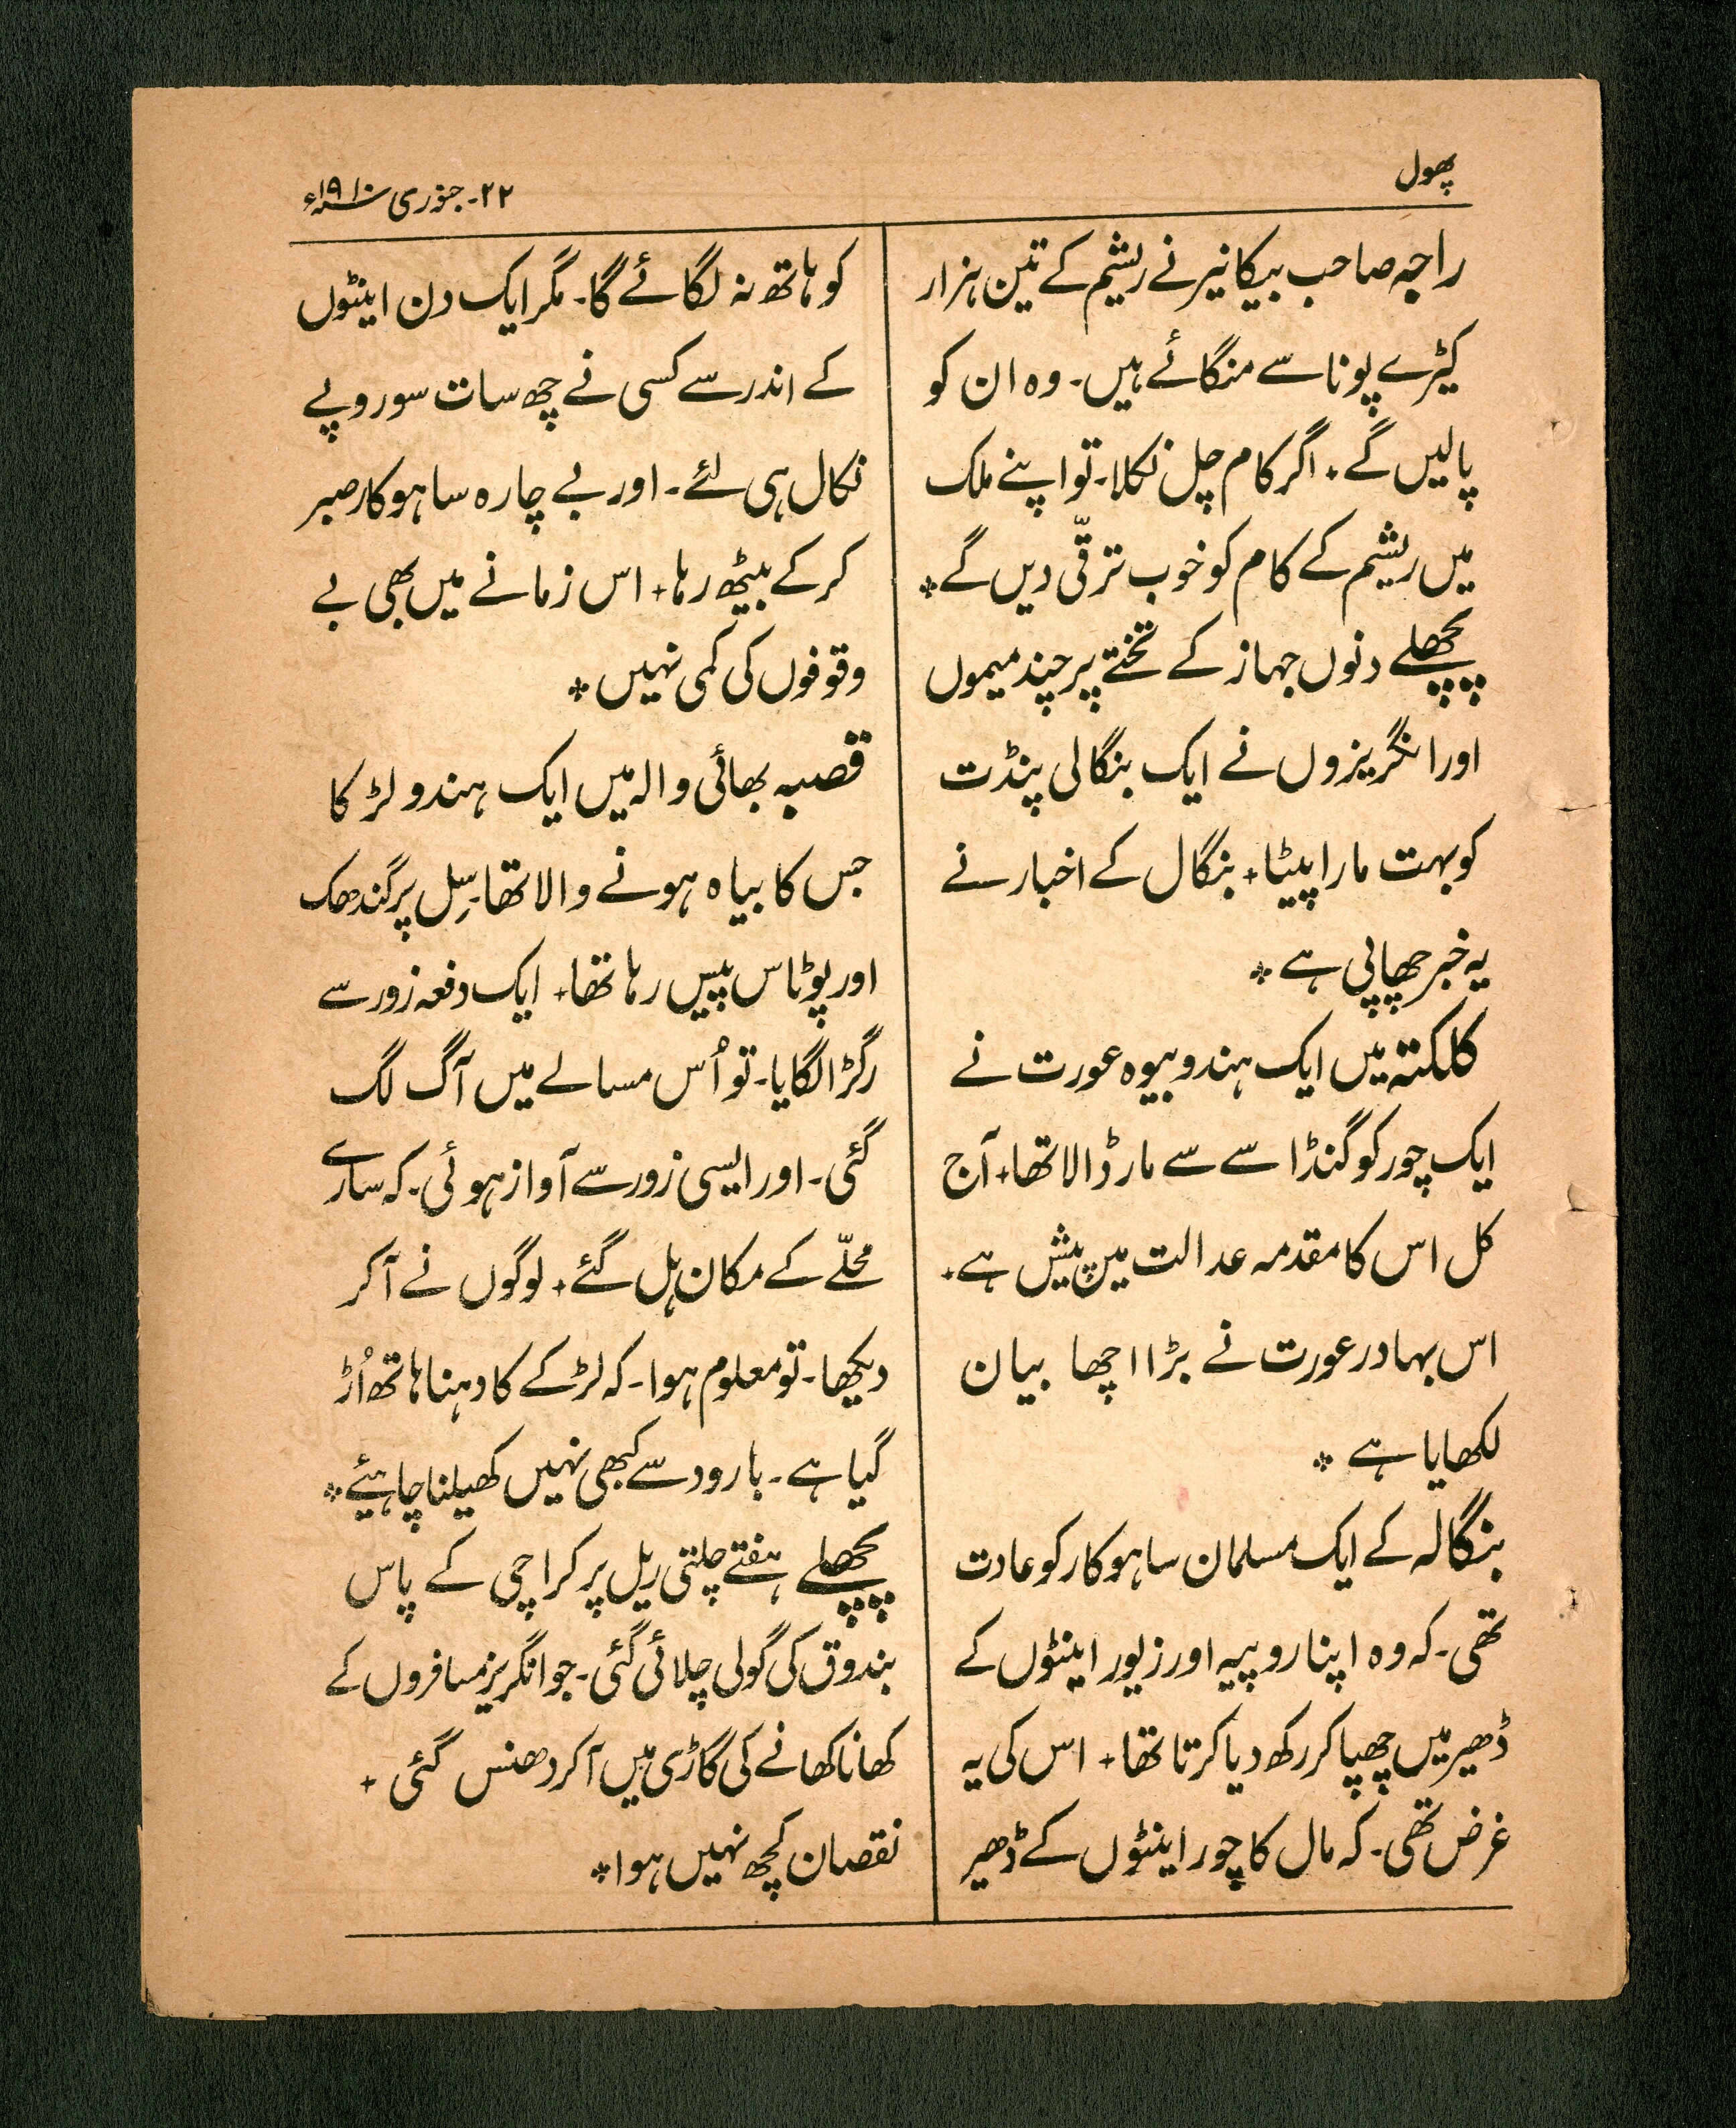 پھول
۲۲۔جنوری سنہ ۱۹۱۰ء
راجہ صاحب بیکانیر نے ریشم کے تین ہزار
کیڑے پونا سے منگائے ہیں۔ وہ ان کو
پالیں گے۔ اگر کام چل نکلا۔ تو اپنے ملک
میں ریشم کے کام کو خوب ترقّی دیں گے٭
پچھلے دنوں جہاز کے تختے پر چند میموں
اور انگریزوں نے ایک بنگالی پنڈت
کو بہت مارا پیٹا۔ بنگال کے اخبار نے
یہ خبر چھاپی ہے٭
کلکتہ میں ایک ہندو بیوہ عورت نے
ایک چور کو گنڈاسے سے مار ڈالا تھا۔ آج
کل اس کا مقدمہ عدالت میں پیش ہے۔
اس بہادر عورت نے بڑا اچھا بیان
لکھایا ہے٭
بنگالہ کے ایک مسلمان ساہوکار کو عادت
تھی۔ کہ وہ اپنا روپیہ اور زیور اینٹوں کے
ڈھیر میں چھپا کر رکھ دیا کرتا تھا۔ اس کی یہ
غرض تھی۔ کہ مال کا چور اینٹوں کے ڈھیر
کو ہاتھ نہ لگائے گا۔ مگر ایک دن اینٹوں
کے اندر سے کسی نے چھ سات سو روپے
نکال ہی لئے۔ اور بے چارہ ساہوکار صبر
کر کے بیٹھ رہا۔ اس زمانے میں بھی بے
وقوفوں کی کمی نہیں٭
قصبہ بھائی والہ میں ایک ہندو لڑکا
جس کا بیاہ ہونے والا تھا۔ سِل پر گندھک
اور پوٹاس پیس رہا تھا۔ ایک دفعہ زور سے
رگڑا لگایا۔ تو اُس مسالے میں آگ لگ
گئی۔ اور ایسی زور سے آواز ہوئی۔ کہ سارے
محلّے کے مکان ہل گئے۔ لوگوں نے آ کر
دیکھا۔ تو معلوم ہوا۔ کہ لڑکے کا دہنا ہاتھ اُڑ
گیا ہے۔ بارود سے کبھی نہیں کھیلنا چاہیئے٭
پچھلے ہفتے چلتی ریل پر کراچی کے پاس
بندوق کی گولی چلائی گئی۔ جو انگریز مسافروں کے
کھانا کھانے کی گاڑی میں آ کر دھنس گئی۔
نقصان کچھ نہیں ہوا٭